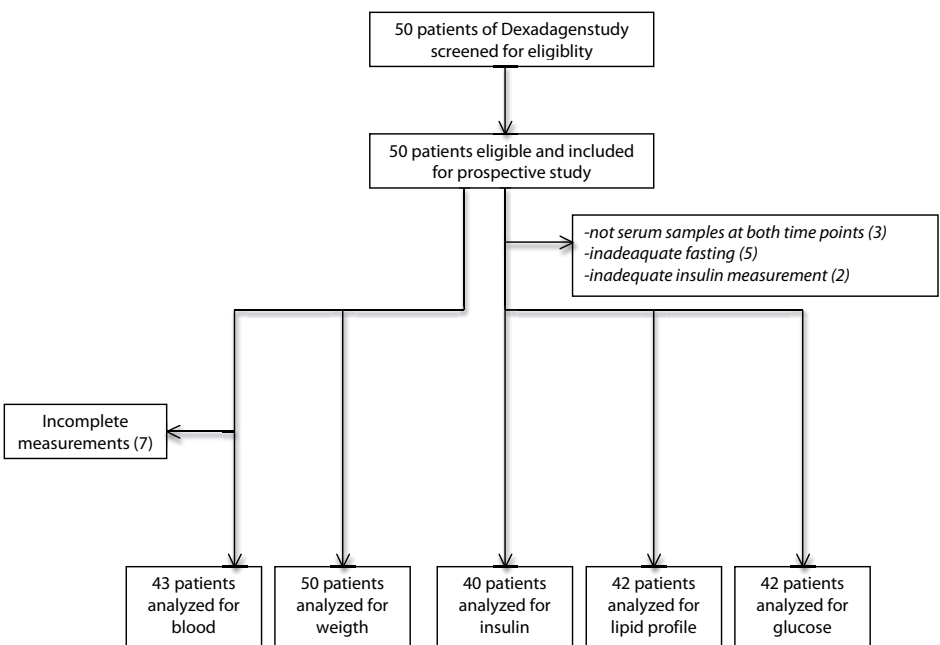 50 patients of Dexadagenstudy
screened for eligiblity
50 patients eligible and included
for prospective study
-not serum samples at both time points (3)
-inadeaquate fasting (5)
-inadequate insulin measurement (2)
Incomplete
measurements (7)
43 patients
analyzed for
blood
50 patients
analyzed for
weigth
40 patients
analyzed for
insulin
42 patients
analyzed for
lipid profile
42 patients
analyzed for
glucose